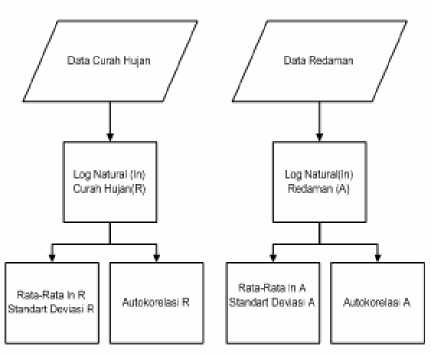 Data Curah Hujan
Data Redaman
Log Natural (ln)
Curah Hujan(R)
Log Natural(ln)
Redaman (A)
Rata-Rata ln R
Standart Deviasi R
Autokorelasi R
Rata-Rata ln A
Standart Deviasi A
Autokorelasi A